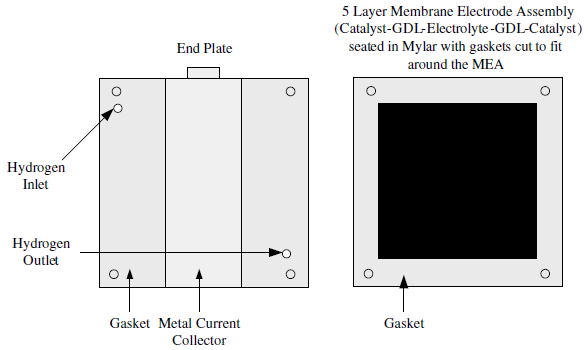 End Plate
5 Layer Membrane Electrode Assembly
(Catalyst-GDL-Electrolyte-GDL-Catalyst)
seated in Mylar with gaskets cut to fit
around the MEA
Hydrogen
Inlet
Hydrogen
Outlet
Gasket
Metal Current
Collector
Gasket